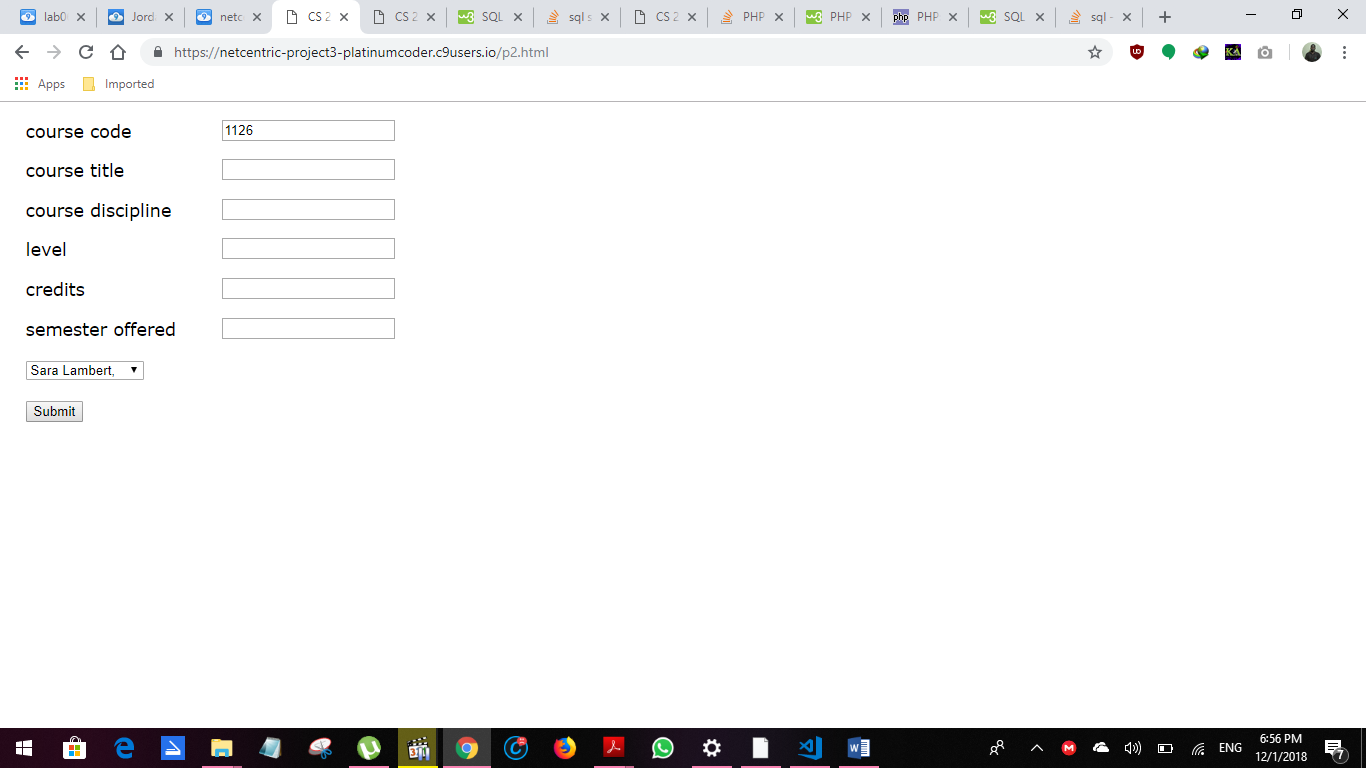 lab0 Jord netc CS 2 CS 2 SQL sql s CS 2 PHP PHP PHP SQL sql -
https://netcentric-project3-platinumcoder.c9users.io/p2.html
Apps Imported
course code 1126
course title
course discipline
level
credits
semester offered
Sara Lambert,
Submit
ENG 6:56 PM
12/1/2018 7